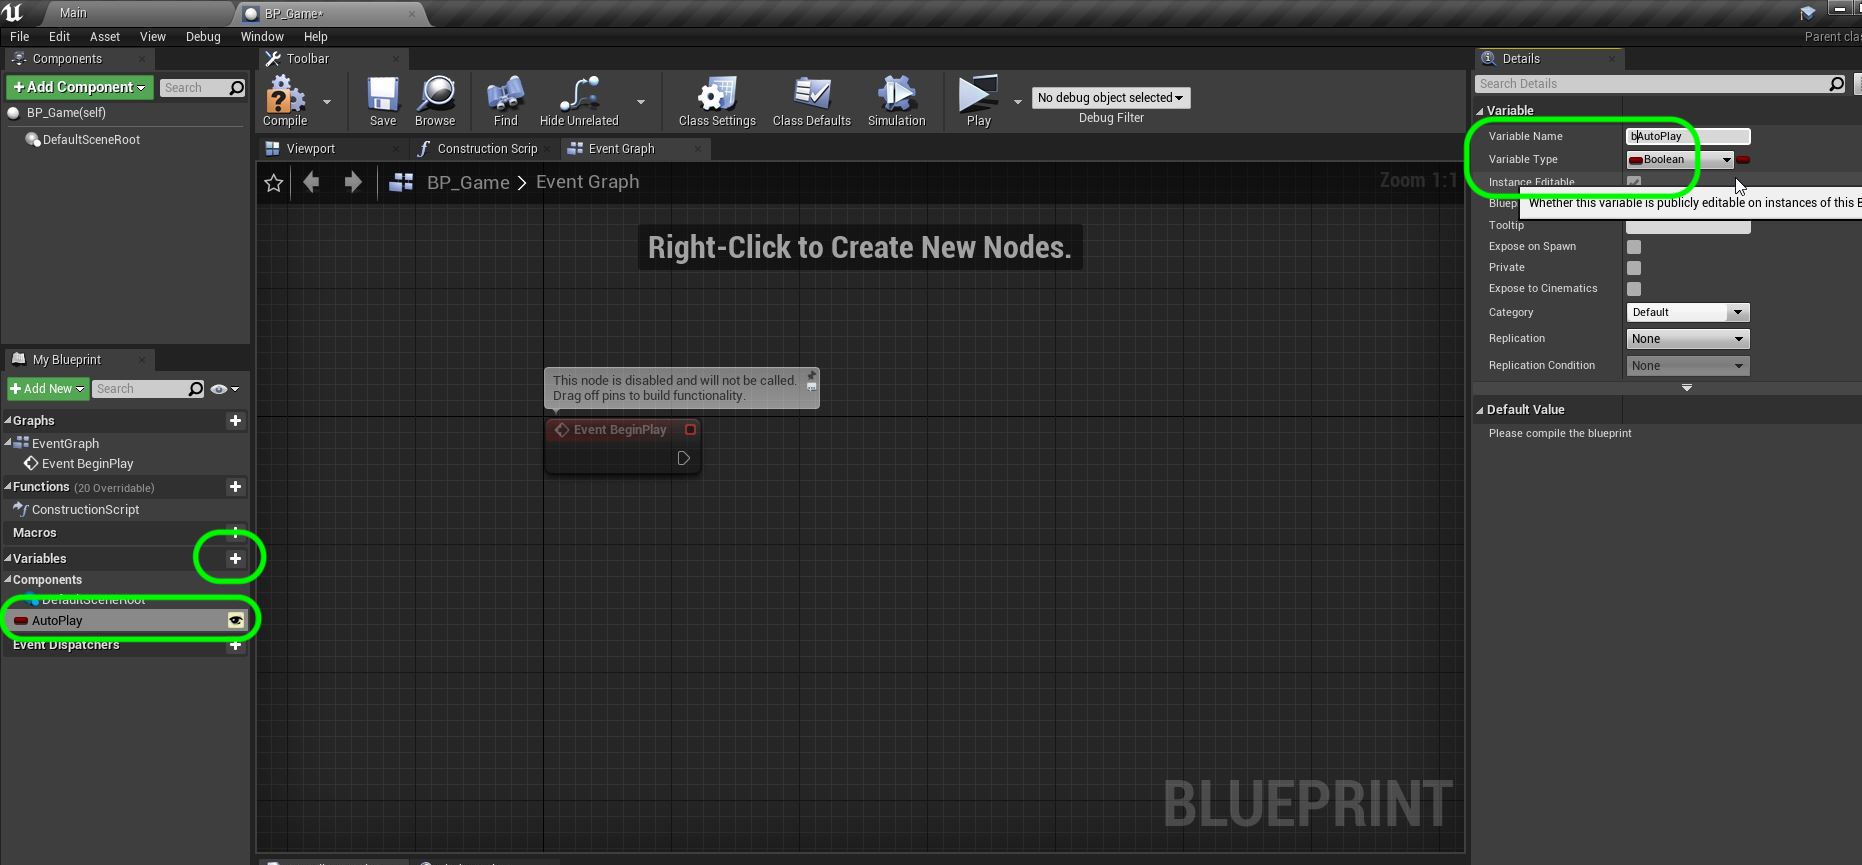 Main
BP_Game*
File Edit Asset View Debug Window Help
Parent clas
Components
Toolbar
Details
+ Add Component
Search
BP_Game(self)
DefaultSceneRoot
Compile
Save
Browse
Find
Hide Unrelated
Class Settings
Class Defaults
Simulation
Play
No debug object selected
Debug Filter
Search Details
Viewport
Construction Scrip
Event Graph
BP_Game > Event Graph
Zoom 1:1
Right-Click to Create New Nodes.
This node is disabled and will not be called.
Drag off pins to build functionality.
Event BeginPlay
BLUEPRINT
My Blueprint
+ Add New
Search
Graphs
EventGraph
Event BeginPlay
Functions (20 Overridable)
ConstructionScript
Macros
Variables
Components
DefaultSceneRoot
AutoPlay
Event Dispatchers
Variable
Variable Name bAutoPlay
Variable Type Boolean
Instance Editable
Bluep
Whether this variable is publicly editable on instances of this B
Tooltip
Expose on Spawn
Private
Expose to Cinematics
Category Default
Replication None
Replication Condition None
Default Value
Please compile the blueprint